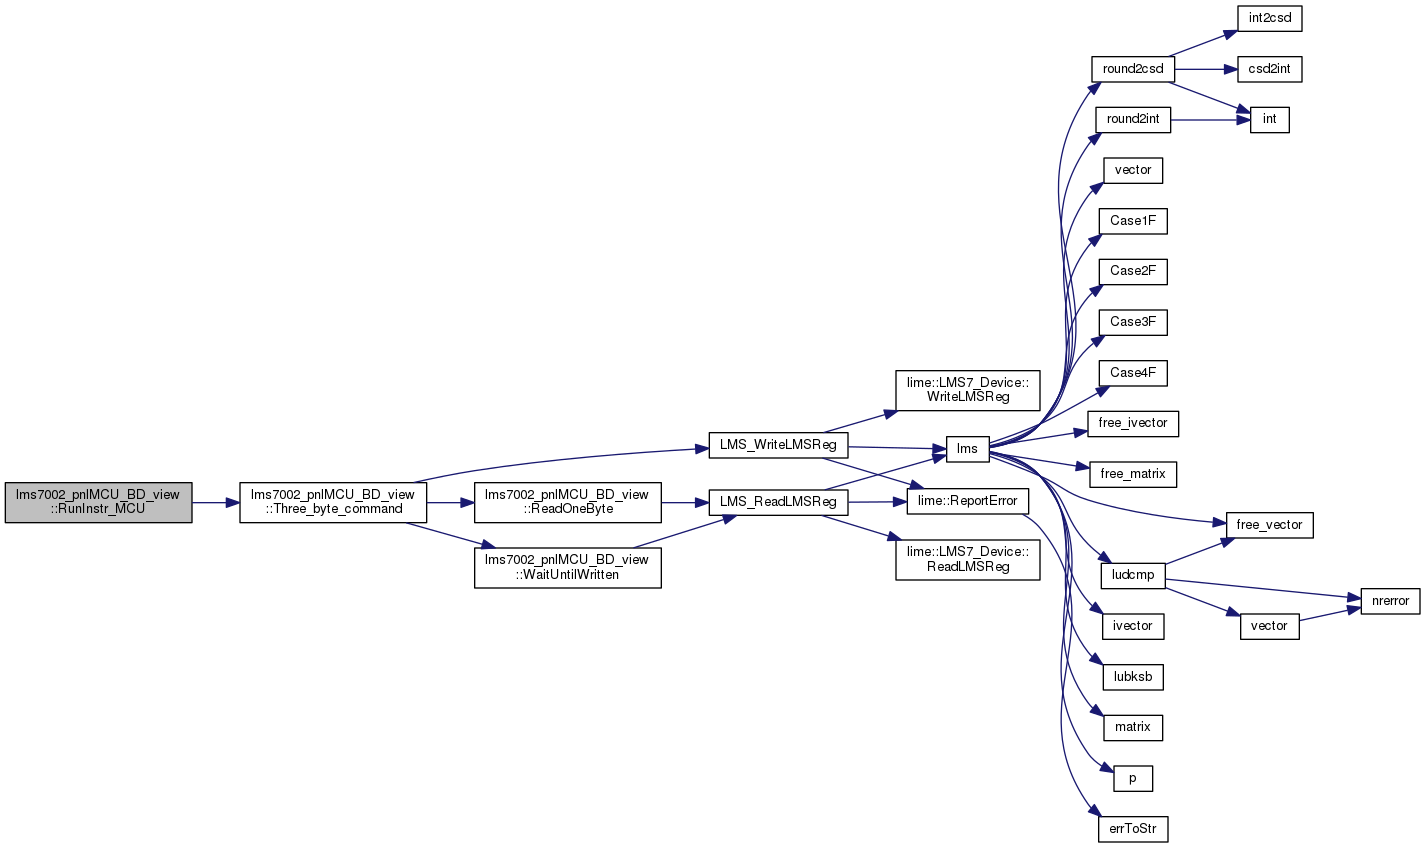 lms7002_pnlMCU_BD_view
::RunInstr_MCU
lms7002_pnlMCU_BD_view
::Three_byte_command
lms7002_pnlMCU_BD_view
::ReadOneByte
lms7002_pnlMCU_BD_view
::WaitUntilWritten
LMS_WriteLMSReg
LMS_ReadLMSReg
lime::LMS7_Device::
WriteLMSReg
lms
lime::ReportError
lime::LMS7_Device::
ReadLMSReg
round2csd
round2int
vector
Case1F
Case2F
Case3F
Case4F
free_ivector
free_matrix
ludcmp
ivector
lubksb
matrix
p
errToStr
int2csd
csd2int
int
free_vector
vector
nrerror